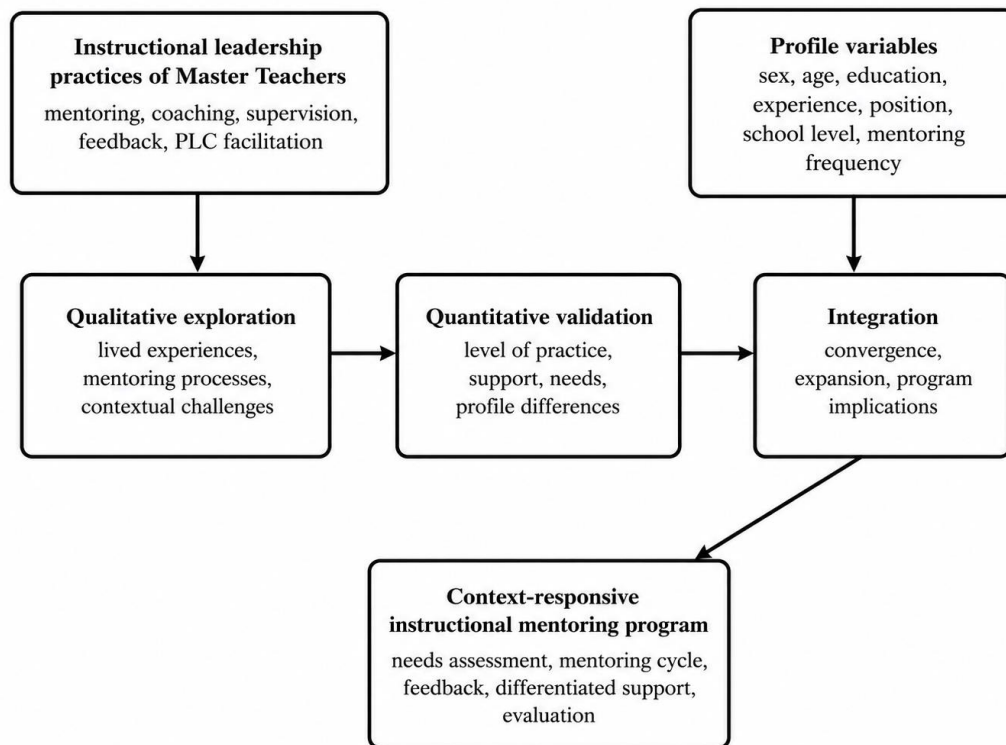 Instructional leadership
practices of Master Teachers
mentoring, coaching, supervision,
feedback, PLC facilitation
Profile variables
sex, age, education,
experience, position,
school level, mentoring
frequency
Qualitative exploration
lived experiences,
mentoring processes,
contextual challenges
Quantitative validation
level of practice,
support, needs,
profile differences
Integration
convergence,
expansion, program
implications
Context-responsive
instructional mentoring program
needs assessment, mentoring cycle,
feedback, differentiated support,
evaluation